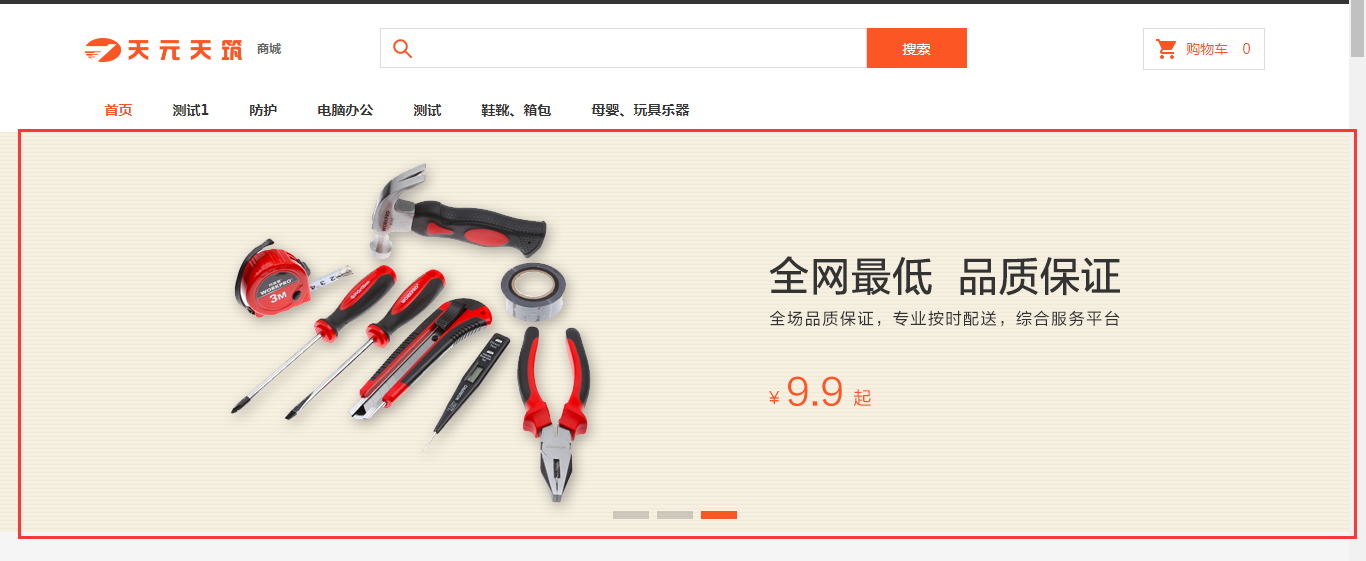 天元天筑 商城
搜索
购物车 0
首页 测试1 防护 电脑办公 测试 鞋靴、箱包 母婴、玩具乐器
WORKPRO
3M
全网最低 品质保证
全场品质保证，专业按时配送，综合服务平台
¥ 9.9 起